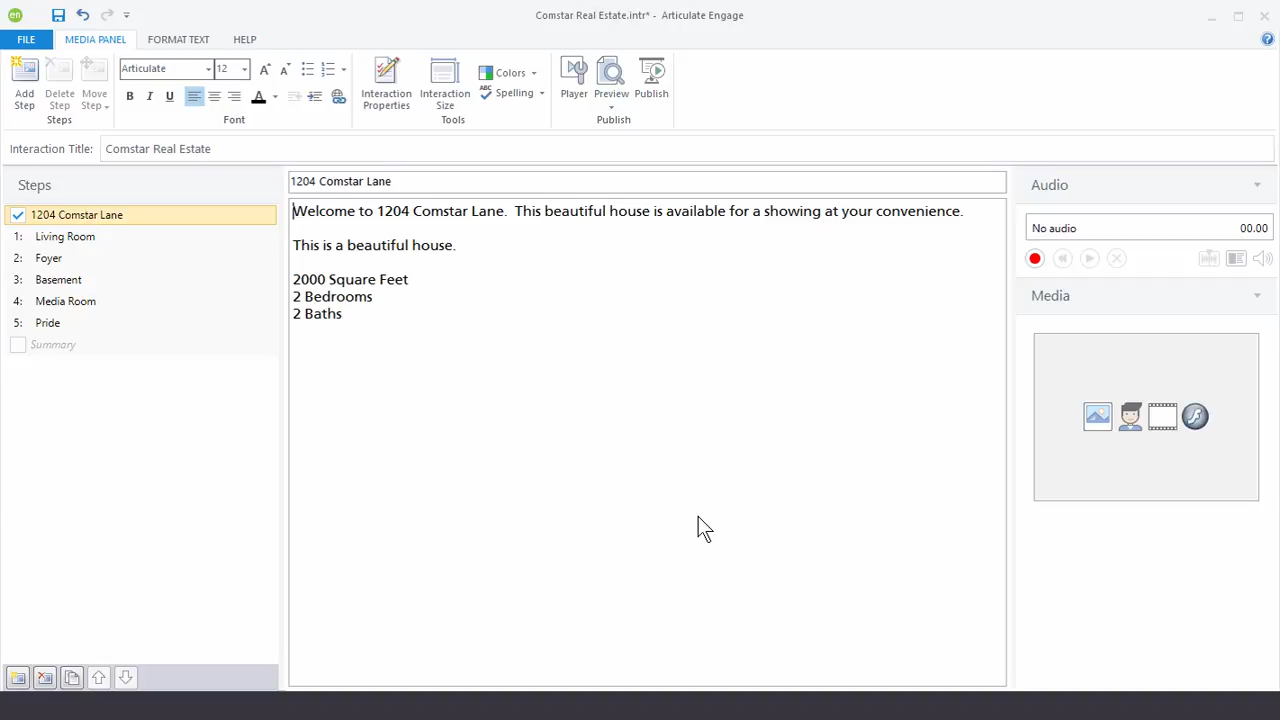 en
Comstar Real Estate.intr* - Articulate Engage
FILE
MEDIA PANEL
FORMAT TEXT
HELP
Add Step
Delete Step
Move Step
Steps
Articulate
12
A A
B I U
A
Font
Interaction Properties
Interaction Size
Colors
ABC Spelling
Tools
Player
Preview
Publish
Publish
Interaction Title:
Comstar Real Estate
Steps
1204 Comstar Lane
1: Living Room
2: Foyer
3: Basement
4: Media Room
5: Pride
Summary
1204 Comstar Lane
Welcome to 1204 Comstar Lane.  This beautiful house is available for a showing at your convenience.
This is a beautiful house.
2000 Square Feet
2 Bedrooms
2 Baths
Audio
No audio 00.00
Media